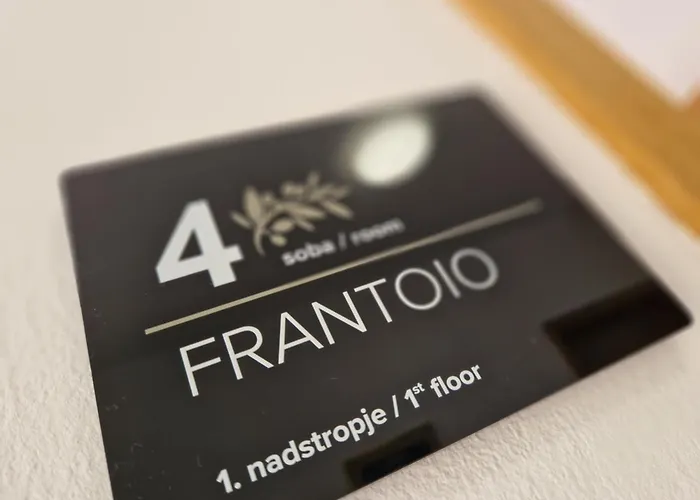 4 soba / room
FRANTOIO
1. nadstropje / 1st floor